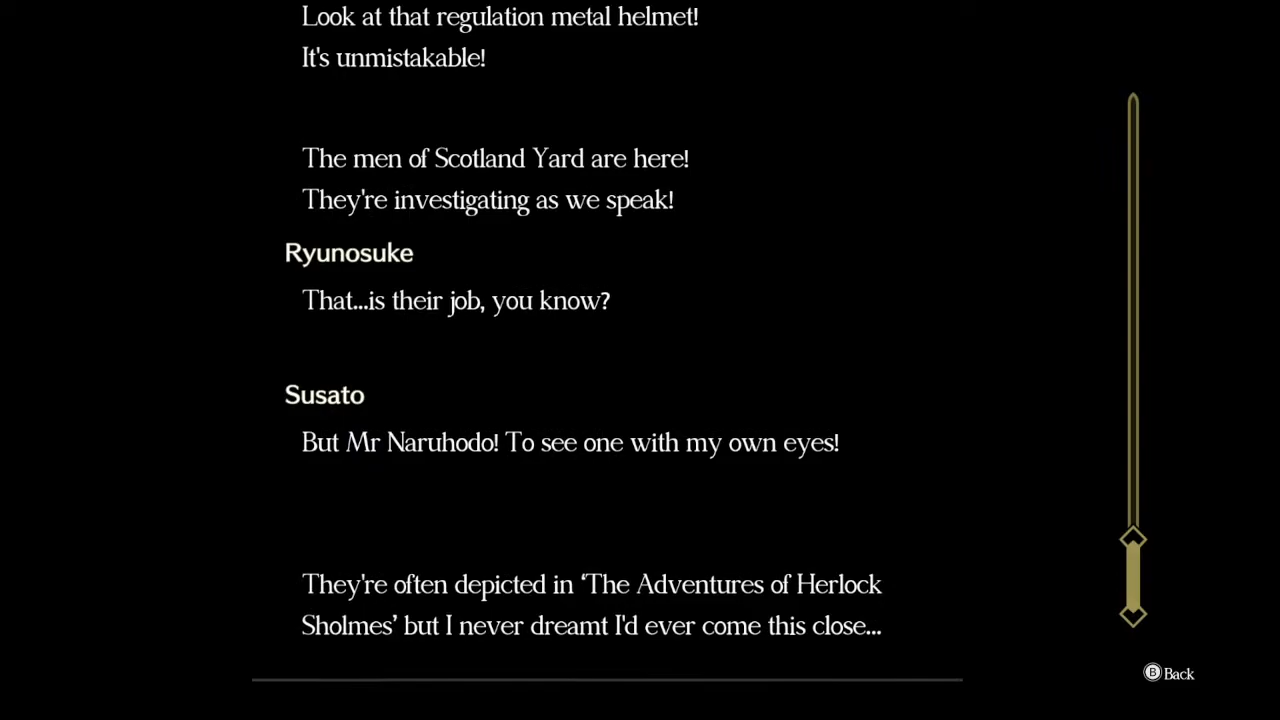 Look at that regulation metal helmet!
It's unmistakable!
The men of Scotland Yard are here!
They're investigating as we speak!
Ryunosuke
That...is their job, you know?
Susato
But Mr Naruhodo! To see one with my own eyes!
They're often depicted in ‘The Adventures of Herlock
Sholmes’ but I never dreamt I'd ever come this close...
B Back